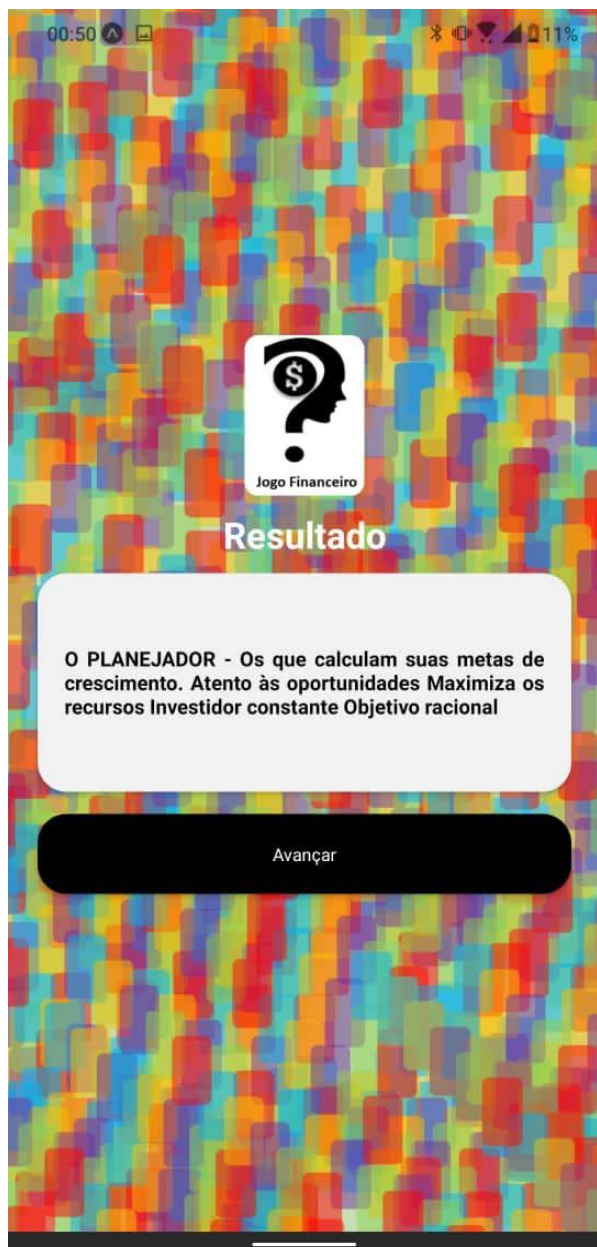 00:50 11%
$
Jogo Financeiro
Resultado
O PLANEJADOR - Os que calculam suas metas de
crescimento. Atento às oportunidades Maximiza os
recursos Investidor constante Objetivo racional
Avançar